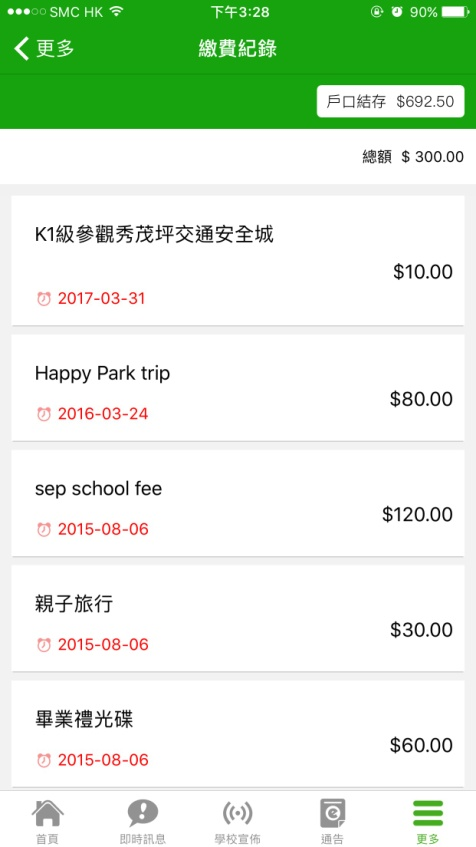 SMC HK 下午3:28 90%
更多 繳費紀錄
戶口結存 $692.50
總額 $ 300.00
K1級參觀秀茂坪交通安全城
$10.00
2017-03-31
Happy Park trip
$80.00
2016-03-24
sep school fee
$120.00
2015-08-06
親子旅行
$30.00
2015-08-06
畢業禮光碟
$60.00
2015-08-06
首頁 即時訊息 學校宣佈 通告 更多